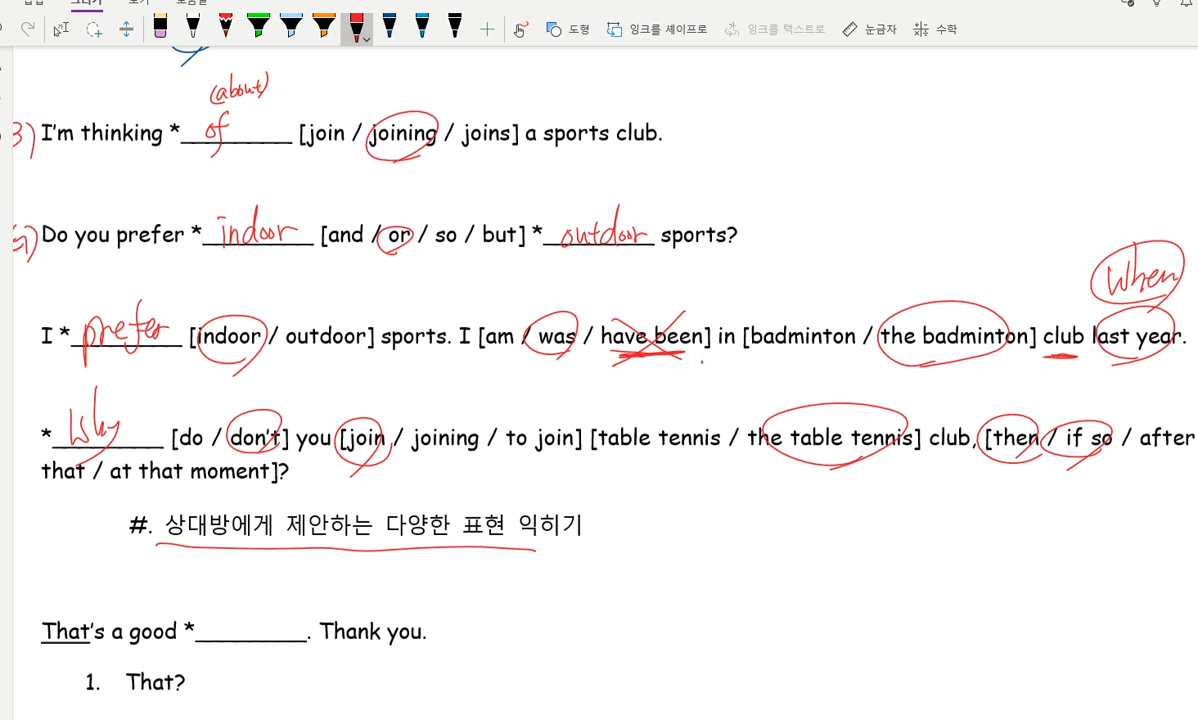 도형 잉크를 셰이프로 잉크를 텍스트로 눈금자 수학
(about)
3) I'm thinking * of [join / joining / joins] a sports club.
5) Do you prefer * indoor [and / or / so / but] * outdoor sports?
When
I * prefer [indoor / outdoor] sports. I [am / was / have been] in [badminton / the badminton] club last year.
* Why [do / don't] you [join / joining / to join] [table tennis / the table tennis] club, [then / if so / after
that / at that moment]?
#. 상대방에게 제안하는 다양한 표현 익히기
That's a good *__________. Thank you.
1. That?